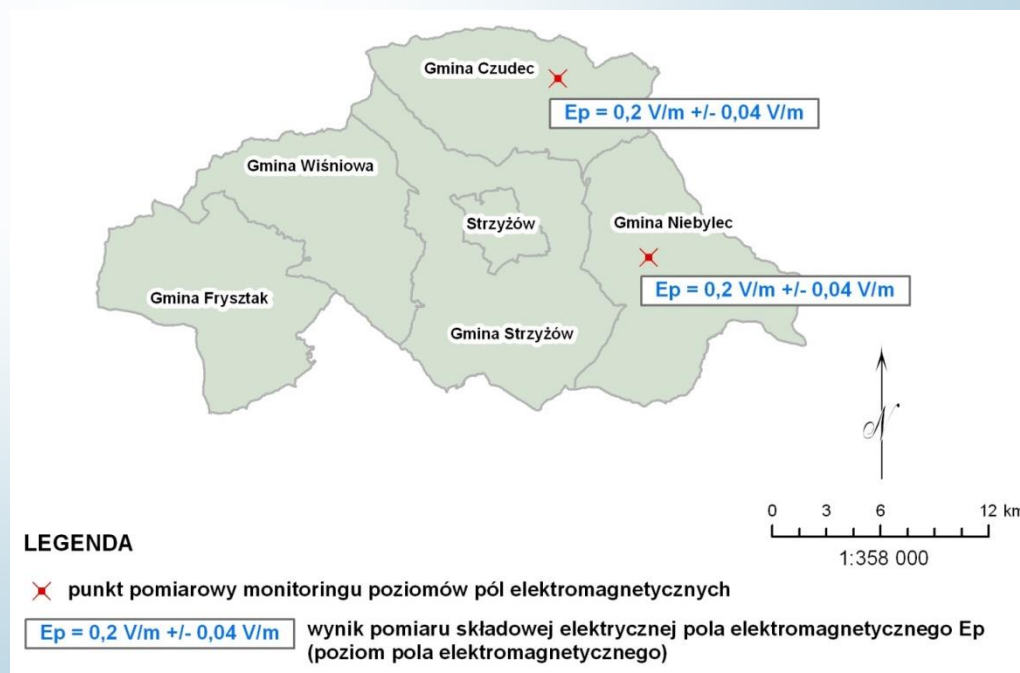 Gmina Czudec
Ep = 0,2 V/m +/- 0,04 V/m
Gmina Wiśniowa
Strzyżów
Gmina Niebylec
Ep = 0,2 V/m +/- 0,04 V/m
Gmina Frysztak
Gmina Strzyżów
N
0 3 6 12 km
1:358 000
LEGENDA
punkt pomiarowy monitoringu poziomów pól elektromagnetycznych
Ep = 0,2 V/m +/- 0,04 V/m
wynik pomiaru składowej elektrycznej pola elektromagnetycznego Ep
(poziom pola elektromagnetycznego)